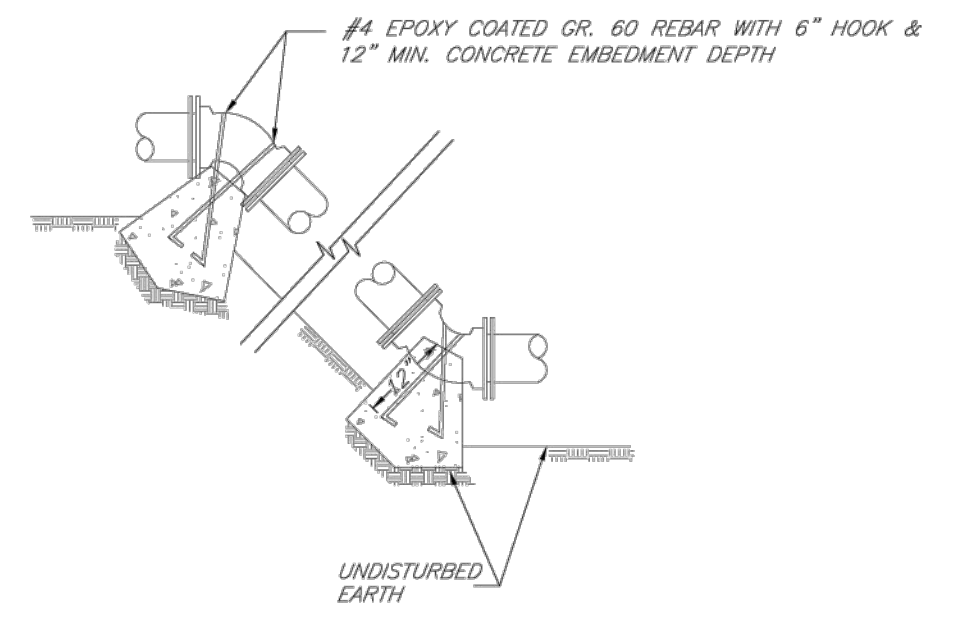 #4 EPOXY COATED GR. 60 REBAR WITH 6" HOOK &
12" MIN. CONCRETE EMBEDMENT DEPTH
12"
UNDISTURBED
EARTH